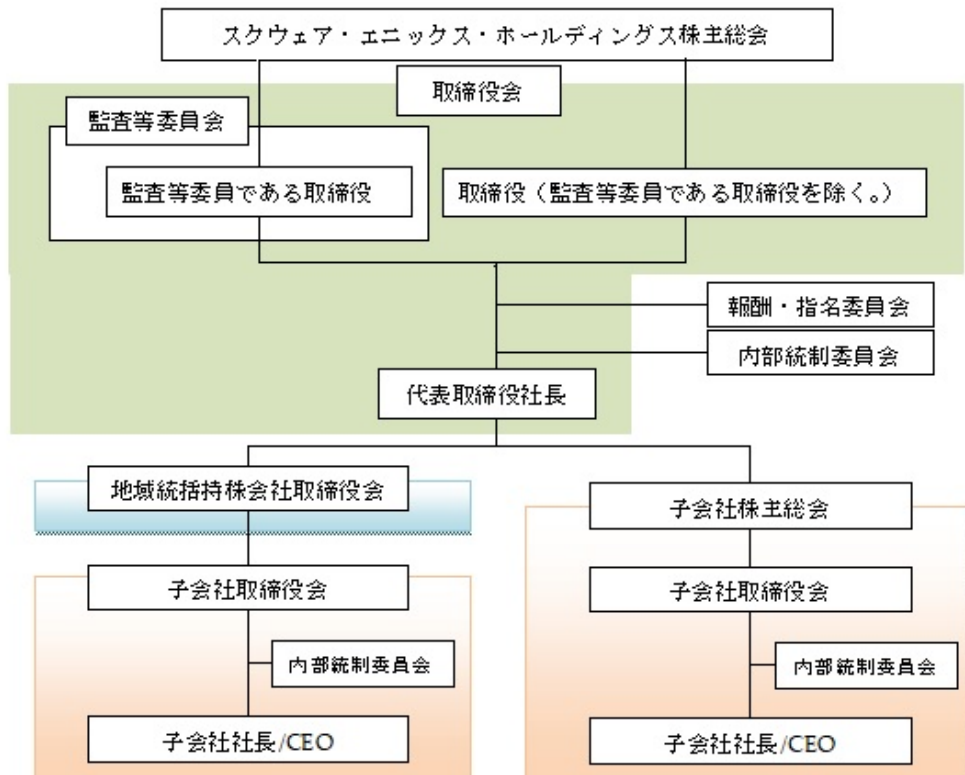 スクウェア・エニックス・ホールディングス株主総会
取締役会
監査等委員会
監査等委員である取締役
取締役（監査等委員である取締役を除く。）
報酬・指名委員会
内部統制委員会
代表取締役社長
地域統括持株会社取締役会
子会社取締役会
内部統制委員会
子会社社長/CEO
子会社株主総会
子会社取締役会
内部統制委員会
子会社社長/CEO